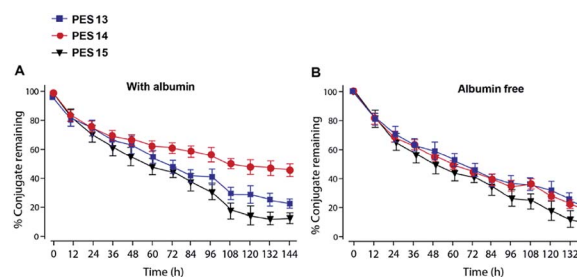 PES 13
PES 14
PES 15
A
With albumin
% Conjugate remaining
100
80
60
40
20
0
0 12 24 36 48 60 72 84 96 108 120 132 144
Time (h)
B
Albumin free
% Conjugate remaining
100
80
60
40
20
0
0 12 24 36 48 60 72 84 96 108 120 132
Time (h)